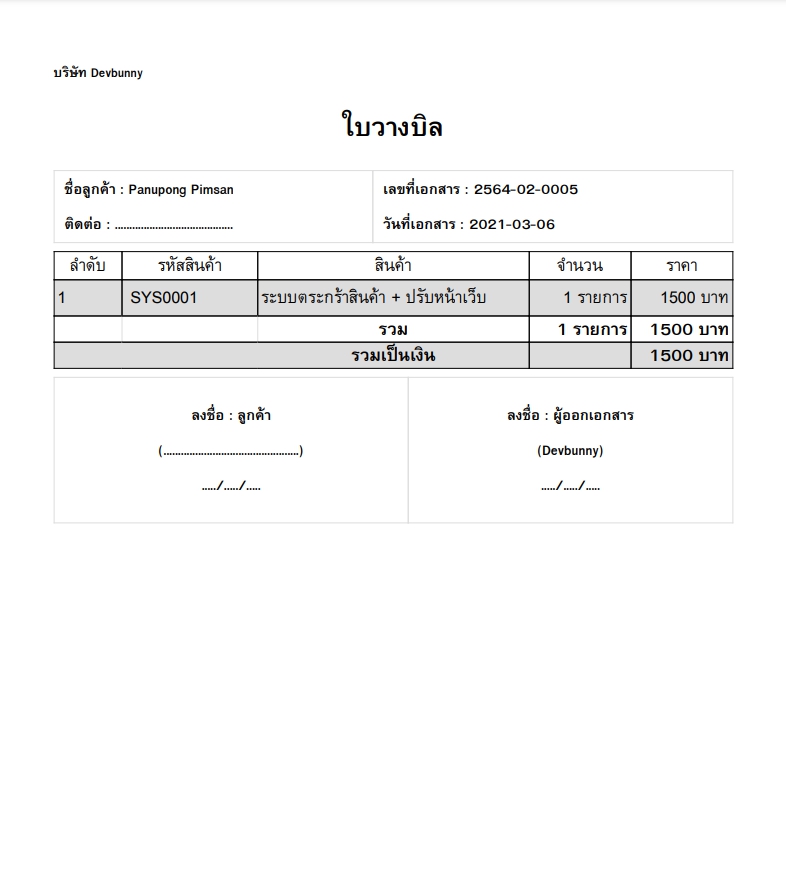 บริษัท Devbunny
ใบวางบิล
ชื่อลูกค้า : Panupong Pimsan
ติดต่อ : .........................................
เลขที่เอกสาร : 2564-02-0005
วันที่เอกสาร : 2021-03-06
ลำดับ รหัสสินค้า สินค้า จำนวน ราคา
1 SYS0001 ระบบตระกร้าสินค้า + ปรับหน้าเว็บ 1 รายการ 1500 บาท
รวม 1 รายการ 1500 บาท
รวมเป็นเงิน 1500 บาท
ลงชื่อ : ลูกค้า
(...............................................)
...../...../.....
ลงชื่อ : ผู้ออกเอกสาร
(Devbunny)
...../...../.....